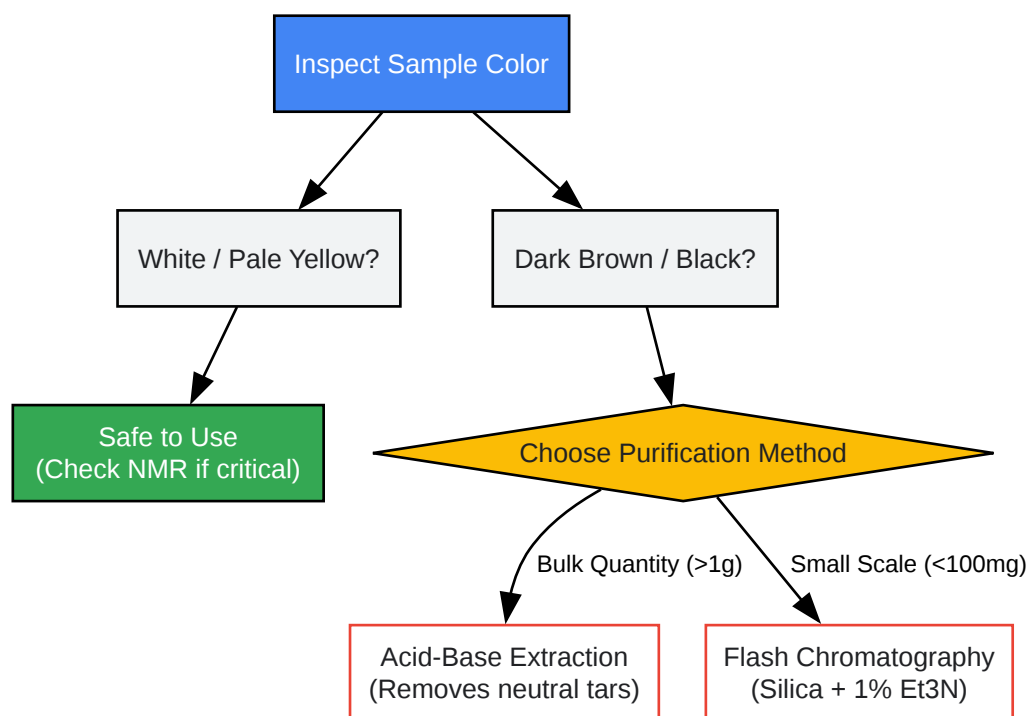 Inspect Sample Color
White / Pale Yellow?
Dark Brown / Black?
Safe to Use
(Check NMR if critical)
Choose Purification Method
Bulk Quantity (>1g)
Small Scale (<100mg)
Acid-Base Extraction
(Removes neutral tars)
Flash Chromatography
(Silica + 1% Et3N)